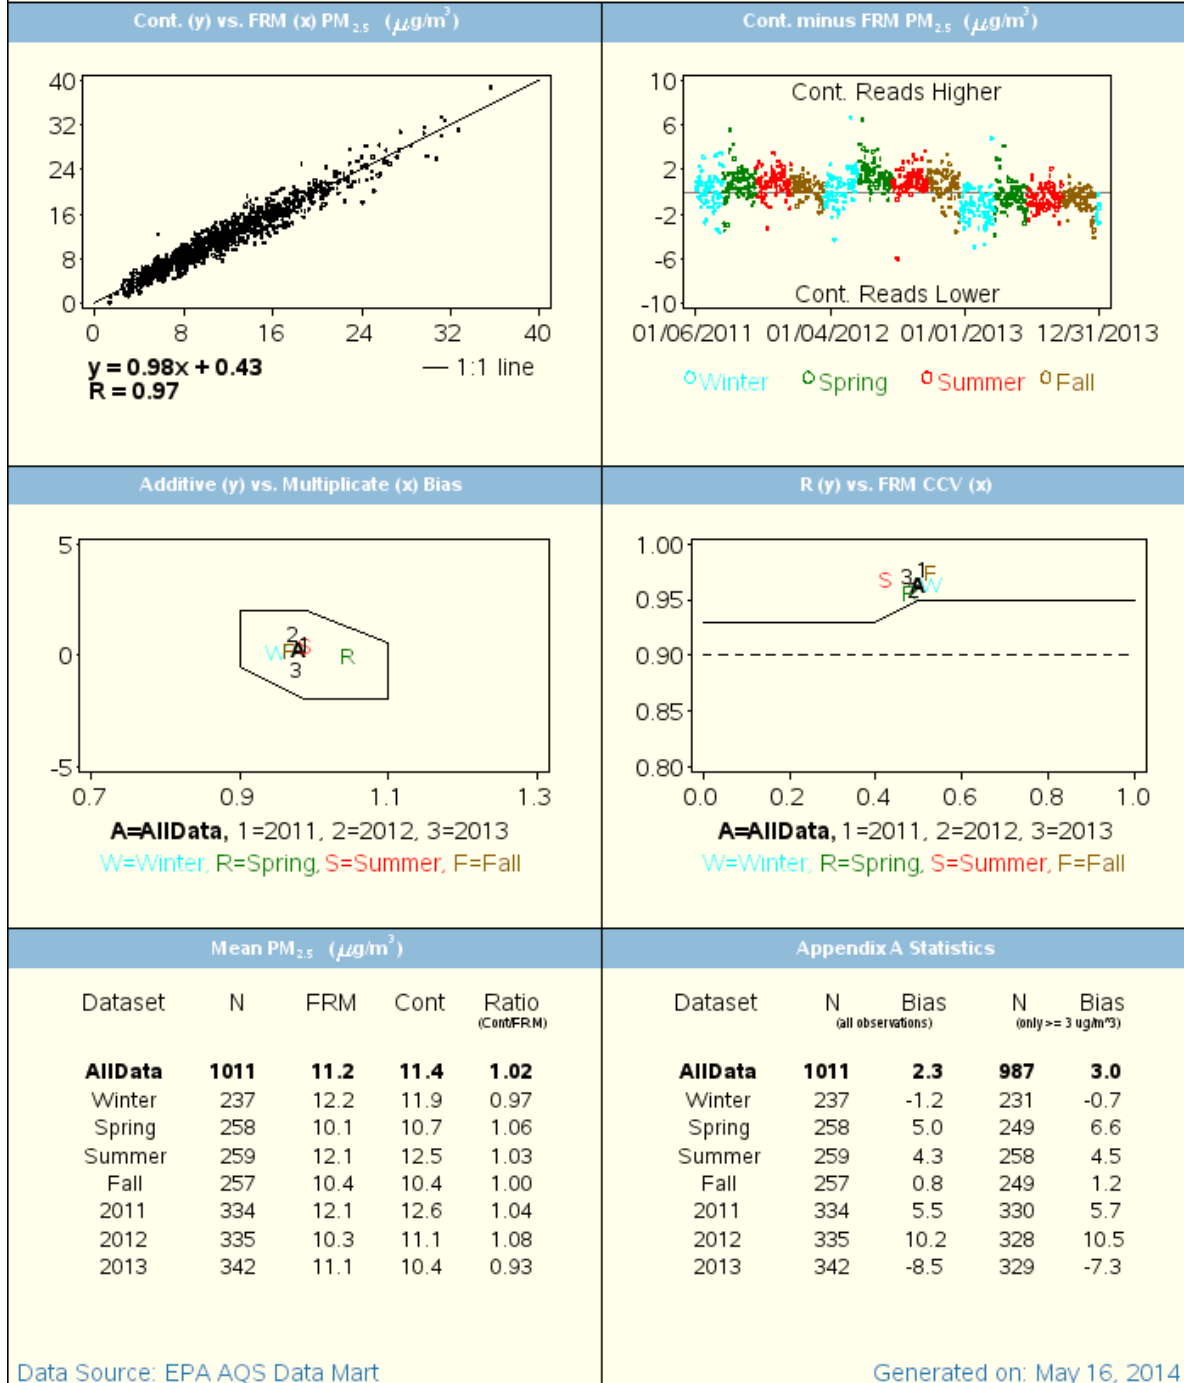 Cont. (y) vs. FRM (x) PM2.5 (μg/m3)
40
32
24
16
8
0
0 8 16 24 32 40
y = 0.98x + 0.43
R = 0.97
— 1:1 line
Cont. minus FRM PM2.5 (μg/m3)
10
6
2
-2
-6
-10
Cont. Reads Higher
Cont. Reads Lower
01/06/2011 01/04/2012 01/01/2013 12/31/2013
Winter Spring Summer Fall
Additive (y) vs. Multiplicate (x) Bias
5
0
-5
2
1
S
F
W
A
R
3
0.7 0.9 1.1 1.3
A=AllData, 1=2011, 2=2012, 3=2013
W=Winter, R=Spring, S=Summer, F=Fall
R (y) vs. FRM CCV (x)
1.00
0.95
0.90
0.85
0.80
S 3 1 F
A W
R 2
0.0 0.2 0.4 0.6 0.8 1.0
A=AllData, 1=2011, 2=2012, 3=2013
W=Winter, R=Spring, S=Summer, F=Fall
Mean PM2.5 (μg/m3)
Dataset N FRM Cont Ratio
(Cont/FRM)
AllData 1011 11.2 11.4 1.02
Winter 237 12.2 11.9 0.97
Spring 258 10.1 10.7 1.06
Summer 259 12.1 12.5 1.03
Fall 257 10.4 10.4 1.00
2011 334 12.1 12.6 1.04
2012 335 10.3 11.1 1.08
2013 342 11.1 10.4 0.93
Appendix A Statistics
Dataset N Bias N Bias
(all observations) (only >= 3 ug/m^3)
AllData 1011 2.3 987 3.0
Winter 237 -1.2 231 -0.7
Spring 258 5.0 249 6.6
Summer 259 4.3 258 4.5
Fall 257 0.8 249 1.2
2011 334 5.5 330 5.7
2012 335 10.2 328 10.5
2013 342 -8.5 329 -7.3
Data Source: EPA AQS Data Mart
Generated on: May 16, 2014